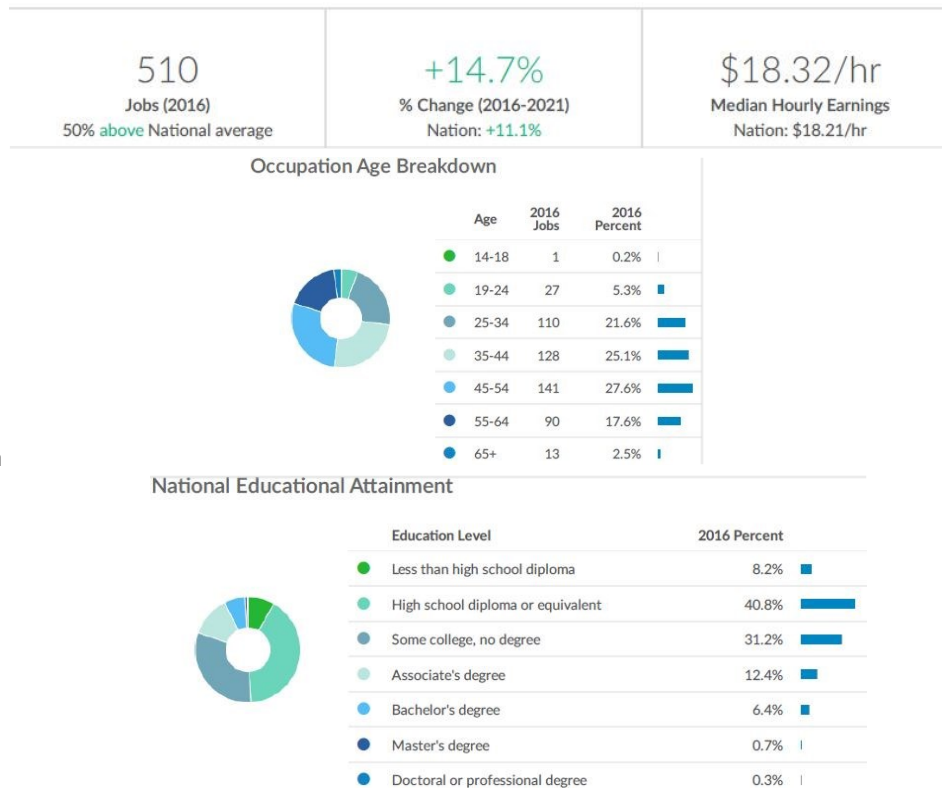 510
Jobs (2016)
50% above National average
+14.7%
% Change (2016-2021)
Nation: +11.1%
$18.32/hr
Median Hourly Earnings
Nation: $18.21/hr
Occupation Age Breakdown
Age 2016 Jobs 2016 Percent
14-18 1 0.2%
19-24 27 5.3%
25-34 110 21.6%
35-44 128 25.1%
45-54 141 27.6%
55-64 90 17.6%
65+ 13 2.5%
National Educational Attainment
Education Level 2016 Percent
Less than high school diploma 8.2%
High school diploma or equivalent 40.8%
Some college, no degree 31.2%
Associate's degree 12.4%
Bachelor's degree 6.4%
Master's degree 0.7%
Doctoral or professional degree 0.3%